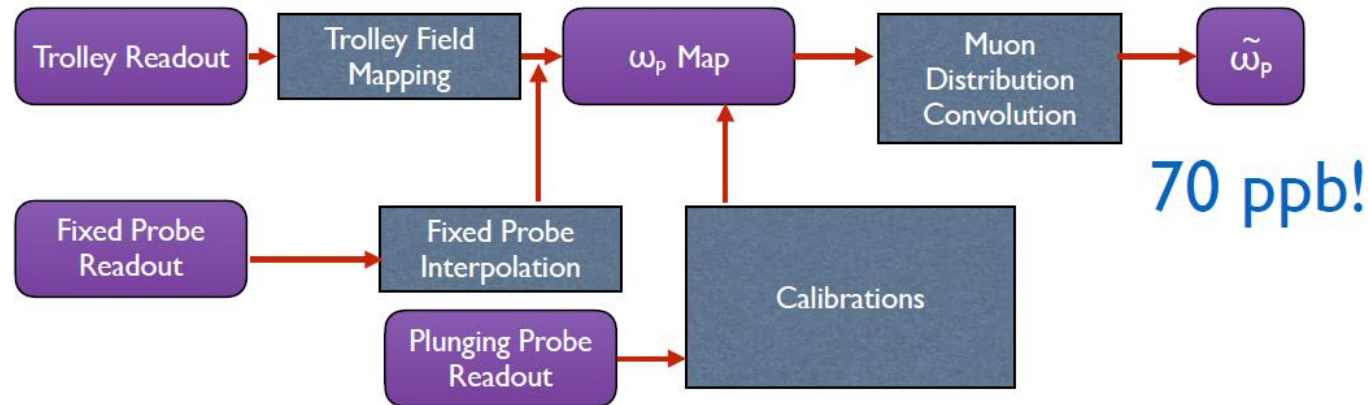 Trolley Readout
Trolley Field
Mapping
ωp Map
Muon
Distribution
Convolution
ω̃p
70 ppb!
Fixed Probe
Readout
Fixed Probe
Interpolation
Calibrations
Plunging Probe
Readout